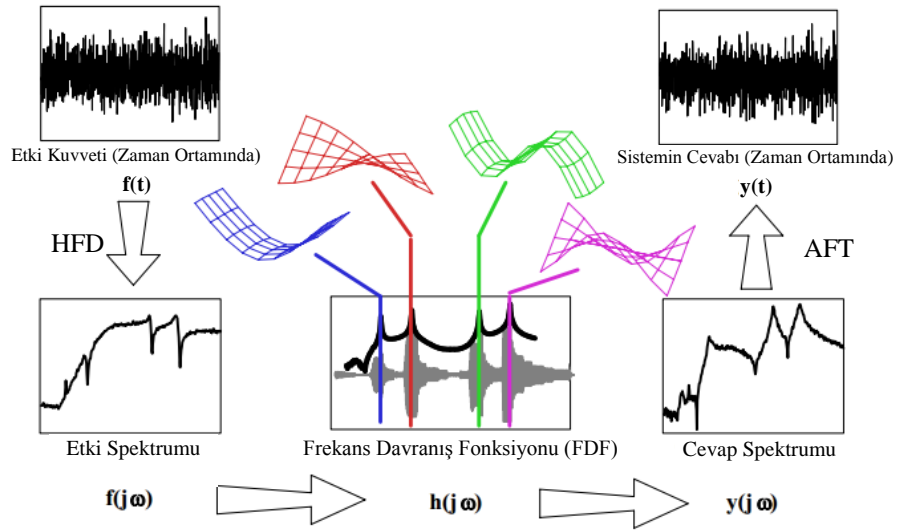 Etki Kuvveti (Zaman Ortamında)
f(t)
Sistemin Cevabı (Zaman Ortamında)
y(t)
HFD
AFT
Etki Spektrumu
Frekans Davranış Fonksiyonu (FDF)
Cevap Spektrumu
f(jω)
h(jω)
y(jω)